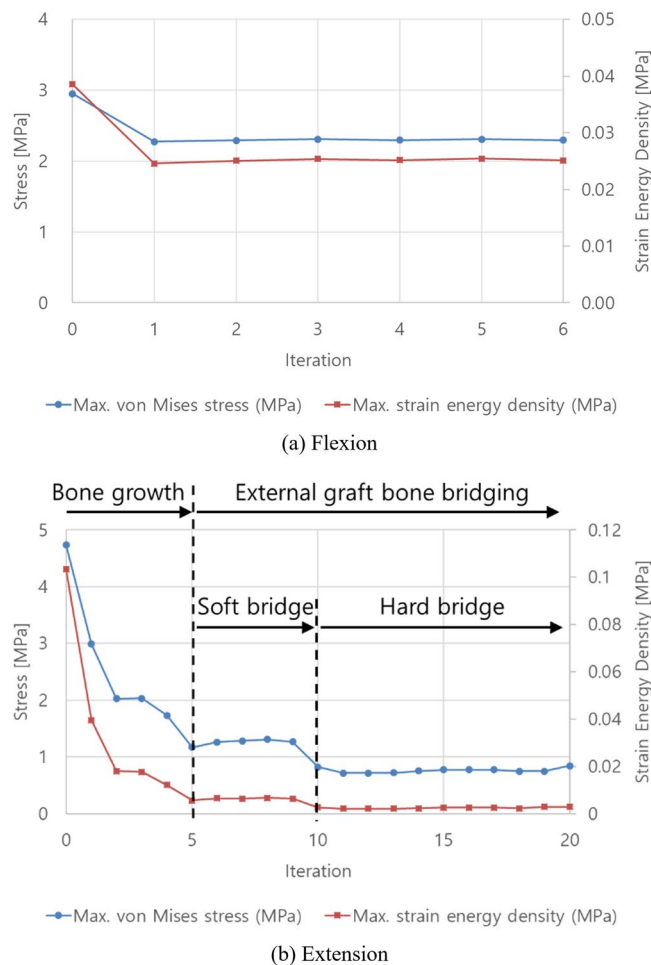 4 0.05
3 0.04
0.03
2
0.02
1
0.01
0 0.00
0 1 2 3 4 5 6
Stress [MPa]
Strain Energy Density [MPa]
Iteration
Max. von Mises stress (MPa) Max. strain energy density (MPa)
(a) Flexion
Bone growth External graft bone bridging
5 0.12
0.1
4
Soft bridge Hard bridge
0.08
3
0.06
2
0.04
1
0.02
0 0
0 5 10 15 20
Stress [MPa]
Strain Energy Density [MPa]
Iteration
Max. von Mises stress (MPa) Max. strain energy density (MPa)
(b) Extension